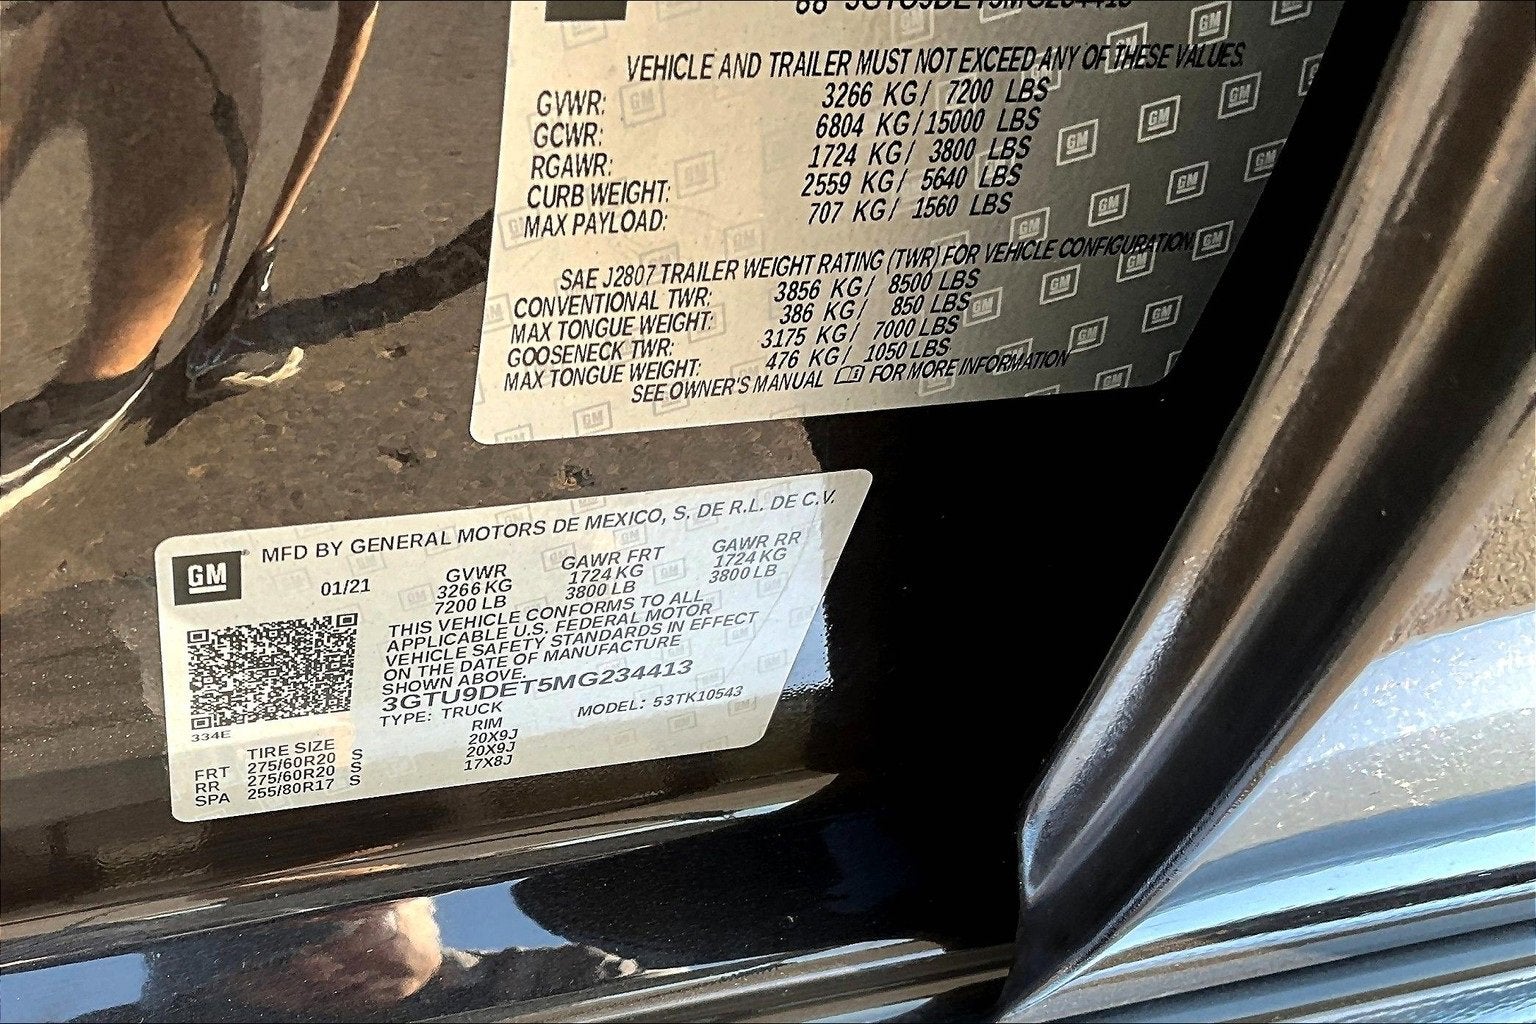 3GTU9DET5MG234413
VEHICLE AND TRAILER MUST NOT EXCEED ANY OF THESE VALUES.
GVWR: 3266 KG/ 7200 LBS
GCWR: 6804 KG/15000 LBS
RGAWR: 1724 KG/ 3800 LBS
CURB WEIGHT: 2559 KG/ 5640 LBS
MAX PAYLOAD: 707 KG/ 1560 LBS
SAE J2807 TRAILER WEIGHT RATING (TWR) FOR VEHICLE CONFIGURATION
CONVENTIONAL TWR: 3856 KG/ 8500 LBS
MAX TONGUE WEIGHT: 386 KG/ 850 LBS
GOOSENECK TWR: 3175 KG/ 7000 LBS
MAX TONGUE WEIGHT: 476 KG/ 1050 LBS
SEE OWNER'S MANUAL FOR MORE INFORMATION
GM MFD BY GENERAL MOTORS DE MEXICO, S. DE R.L. DE C.V.
01/21 GVWR GAWR FRT GAWR RR
3266 KG 1724 KG 1724 KG
7200 LB 3800 LB 3800 LB
THIS VEHICLE CONFORMS TO ALL
APPLICABLE U.S. FEDERAL MOTOR
VEHICLE SAFETY STANDARDS IN EFFECT
ON THE DATE OF MANUFACTURE
SHOWN ABOVE.
3GTU9DET5MG234413
TYPE: TRUCK MODEL: 53TK10543
334E
TIRE SIZE RIM
FRT 275/60R20 S 20X9J
RR 275/60R20 S 20X9J
SPA 255/80R17 S 17X8J